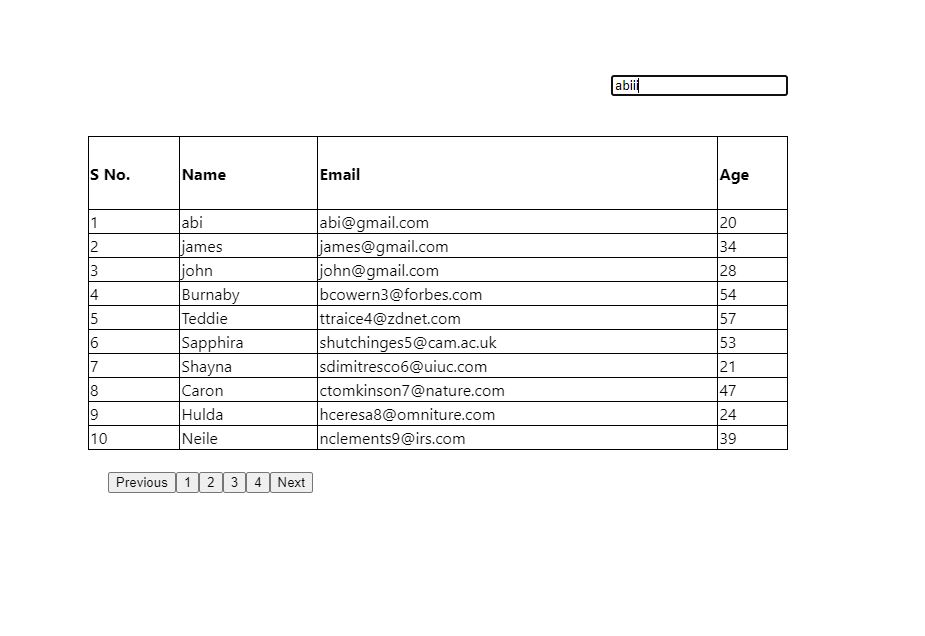 abiii
S No. Name Email Age
1 abi abi@gmail.com 20
2 james james@gmail.com 34
3 john john@gmail.com 28
4 Burnaby bcowern3@forbes.com 54
5 Teddie ttraice4@zdnet.com 57
6 Sapphira shutchinges5@cam.ac.uk 53
7 Shayna sdimitresco6@uiuc.com 21
8 Caron ctomkinson7@nature.com 47
9 Hulda hceresa8@omniture.com 24
10 Neile nclements9@irs.com 39
Previous 1 2 3 4 Next